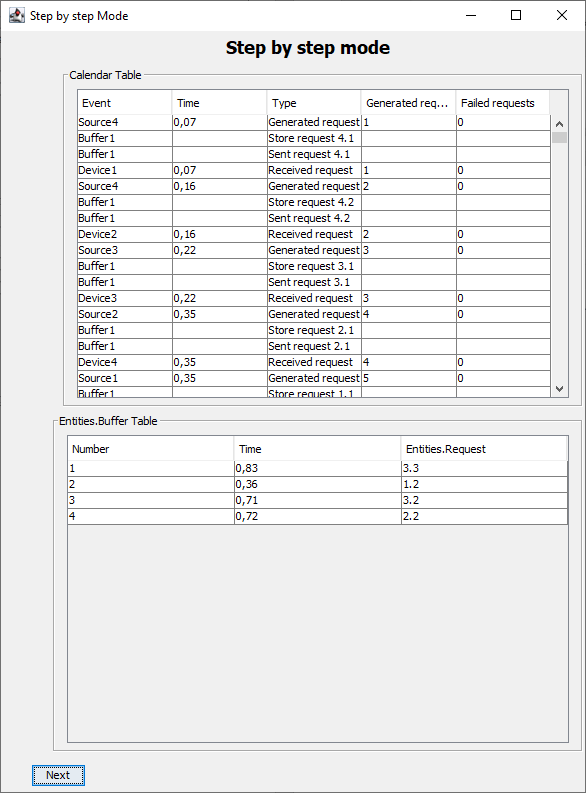 Step by step Mode
Step by step mode
Calendar Table
Event Time Type Generated req... Failed requests
Source4 0,07 Generated request 1 0
Buffer1 Store request 4.1
Buffer1 Sent request 4.1
Device1 0,07 Received request 1 0
Source4 0,16 Generated request 2 0
Buffer1 Store request 4.2
Buffer1 Sent request 4.2
Device2 0,16 Received request 2 0
Source3 0,22 Generated request 3 0
Buffer1 Store request 3.1
Buffer1 Sent request 3.1
Device3 0,22 Received request 3 0
Source2 0,35 Generated request 4 0
Buffer1 Store request 2.1
Buffer1 Sent request 2.1
Device4 0,35 Received request 4 0
Source1 0,35 Generated request 5 0
Buffer1 Store request 1.1
Entities.Buffer Table
Number Time Entities.Request
1 0,83 3.3
2 0,36 1.2
3 0,71 3.2
4 0,72 2.2
Next